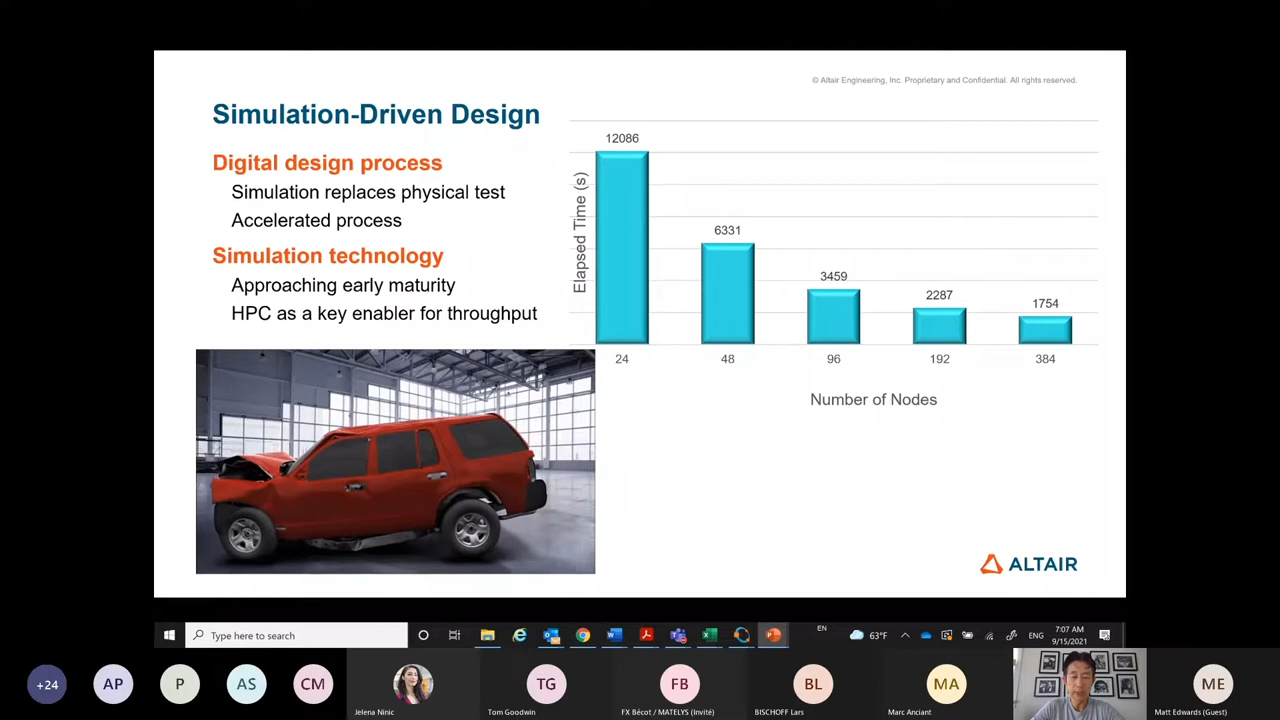 © Altair Engineering, Inc. Proprietary and Confidential. All rights reserved.
Simulation-Driven Design
Digital design process
Simulation replaces physical test
Accelerated process
Simulation technology
Approaching early maturity
HPC as a key enabler for throughput
Elapsed Time (s)
12086
6331
3459
2287
1754
24
48
96
192
384
Number of Nodes
ALTAIR
Type here to search
EN
63°F
ENG
7:07 AM
9/15/2021
+24
AP
P
AS
CM
Jelena Ninic
TG
Tom Goodwin
FB
FX Bécot / MATELYS (Invité)
BL
BISCHOFF Lars
MA
Marc Anciant
ME
Matt Edwards (Guest)